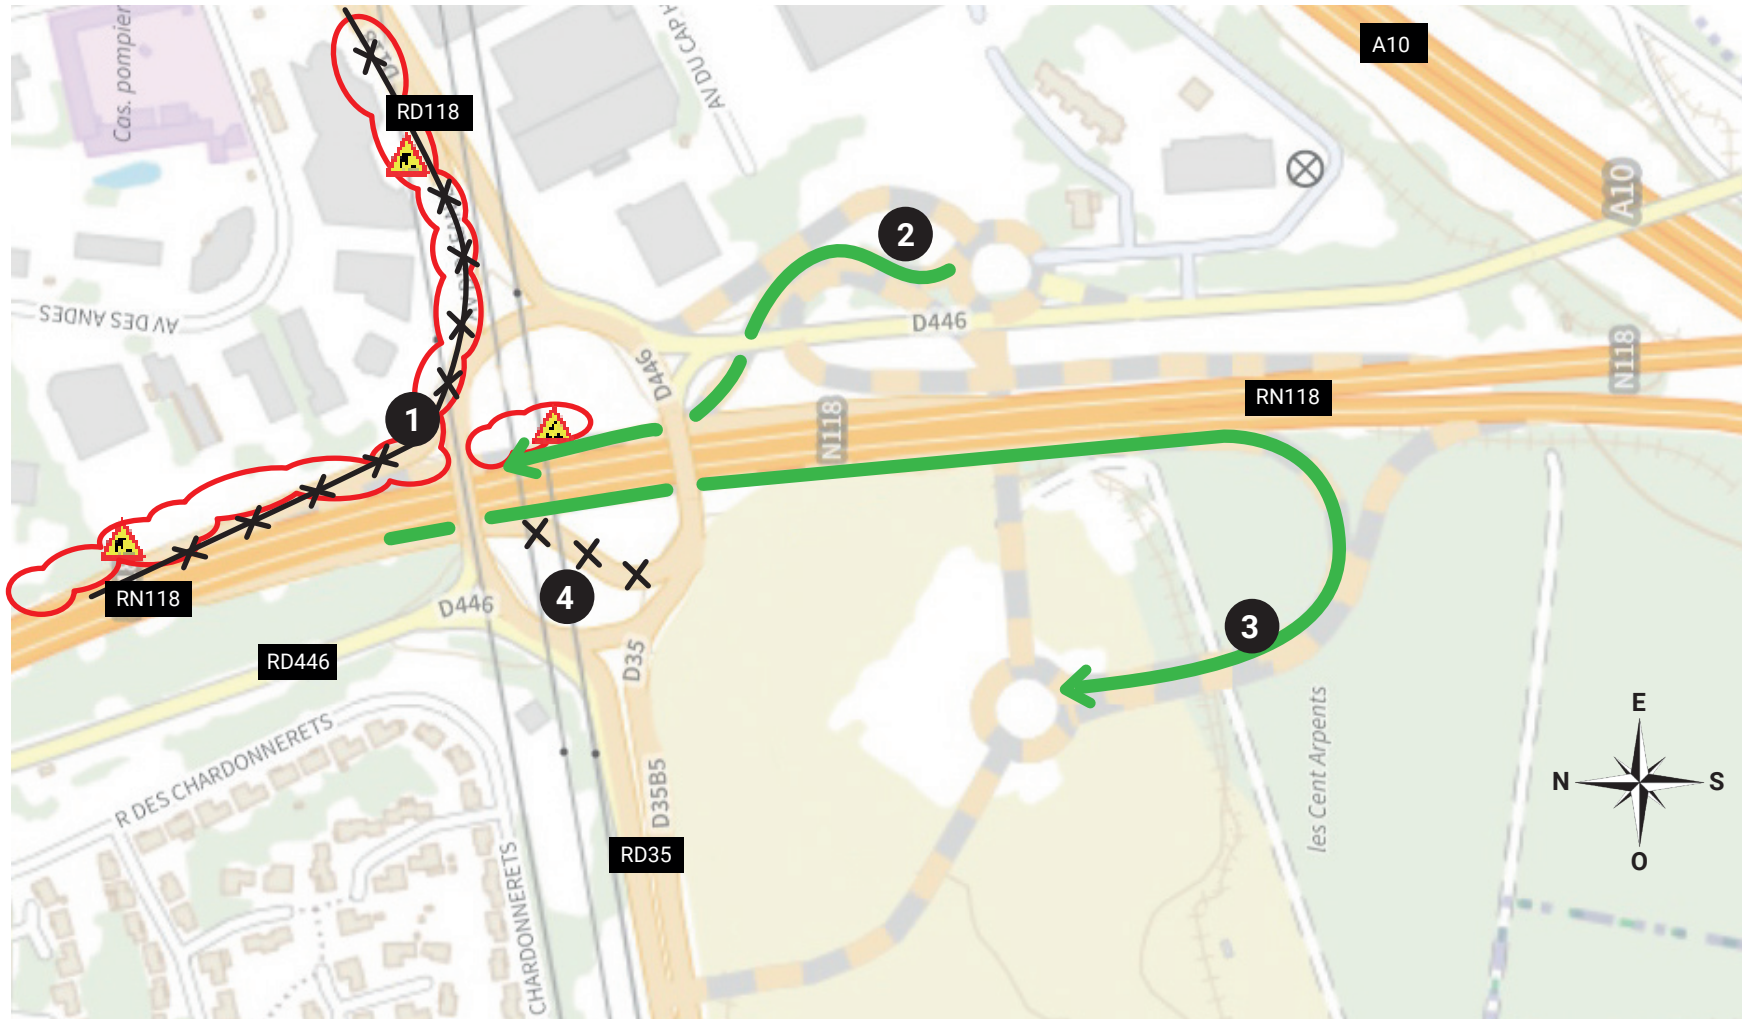 Cas. pompier
D118
RD118
AV DU CAP H
A10
A10
2
AV DES ANDES
D446
D446
N118
RN118
N118
1
RN118
4
D446
RD446
D35
3
R DES CHARDONNERETS
les Cent Arpents
E
N
S
O
D35B5
RD35
CHARDONNERETS